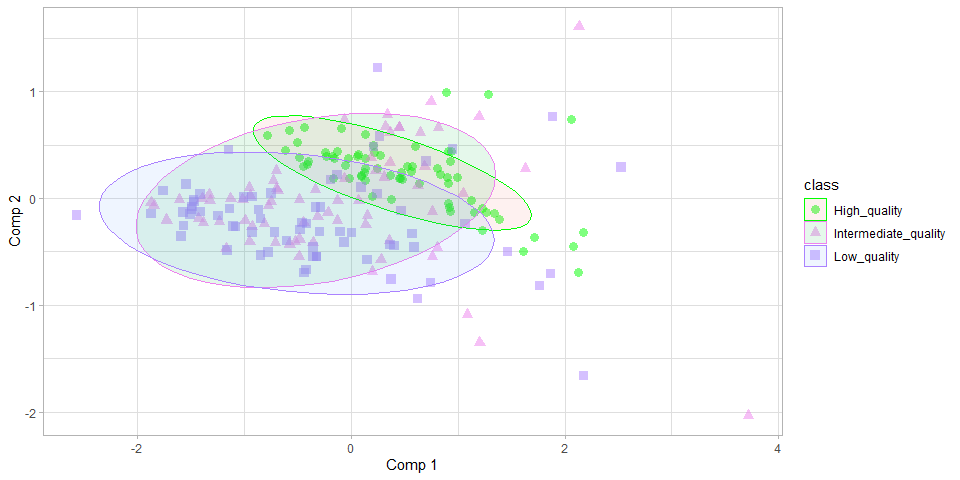 Comp 2
1
0
-1
-2
-2
0
2
4
Comp 1
class
High_quality
Intermediate_quality
Low_quality